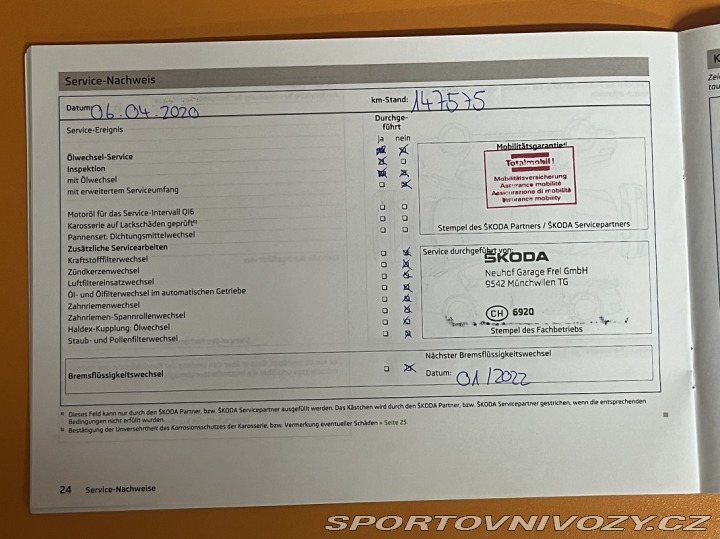 Service-Nachweis
Datum: 06.04.2020
km-Stand: 147575
Service-Ereignis
Durchge-
führt
ja nein
Ölwechsel-Service
Inspektion
mit Ölwechsel
mit erweitertem Serviceumfang
Motoröl für das Service-Intervall QI6
Karosserie auf Lackschäden geprüft
Pannenset: Dichtungsmittelwechsel
Zusätzliche Servicearbeiten
Kraftstofffilterwechsel
Zündkerzenwechsel
Luftfiltereinsatzwechsel
Öl- und Ölfilterwechsel im automatischen Getriebe
Zahnriemenwechsel
Zahnriemen-Spannrollenwechsel
Haldex-Kupplung: Ölwechsel
Staub- und Pollenfilterwechsel
Mobilitätsgarantie
Totalmobil!
Mobilitätsversicherung
Assurance mobilité
Assicurazione di mobilità
Insurance mobility
Stempel des ŠKODA Partners / ŠKODA Servicepartners
Service durchgeführt von:
ŠKODA
Neuhof Garage Frei GmbH
9542 Münchwilen TG
CH 6920
Stempel des Fachbetriebs
Bremsflüssigkeitswechsel
Nächster Bremsflüssigkeitswechsel
Datum: 01/2022
a) Dieses Feld kann nur durch den ŠKODA Partner, bzw. ŠKODA Servicepartner ausgefüllt werden. Das Kästchen wird durch den ŠKODA Partner, bzw. ŠKODA Servicepartner gestrichen, wenn die entsprechenden
Bedingungen nicht erfüllt wurden.
b) Bestätigung der Unversehrtheit des Korrosionsschutzes der Karosserie, bzw. Vermerkung eventueller Schäden » Seite 25.
24 Service-Nachweise
SPORTOVNIVOZY.CZ